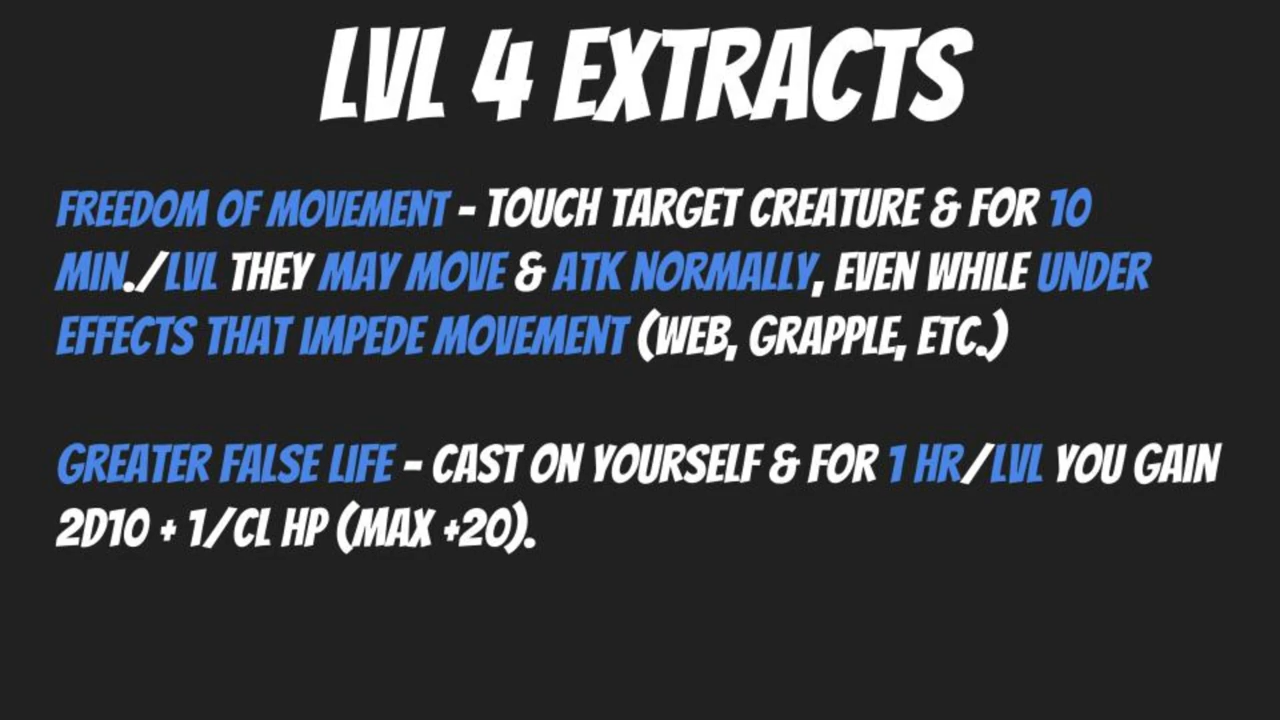 LVL 4 EXTRACTS
FREEDOM OF MOVEMENT - TOUCH TARGET CREATURE & FOR 10
MIN./LVL THEY MAY MOVE & ATK NORMALLY, EVEN WHILE UNDER
EFFECTS THAT IMPEDE MOVEMENT (WEB, GRAPPLE, ETC.)
GREATER FALSE LIFE - CAST ON YOURSELF & FOR 1 HR/LVL YOU GAIN
2D10 + 1/CL HP (MAX +20).